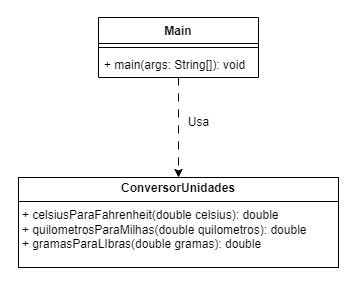 Main
+ main(args: String[]): void
Usa
ConversorUnidades
+ celsiusParaFahrenheit(double celsius): double
+ quilometrosParaMilhas(double quilometros): double
+ gramasParaLIbras(double gramas): double